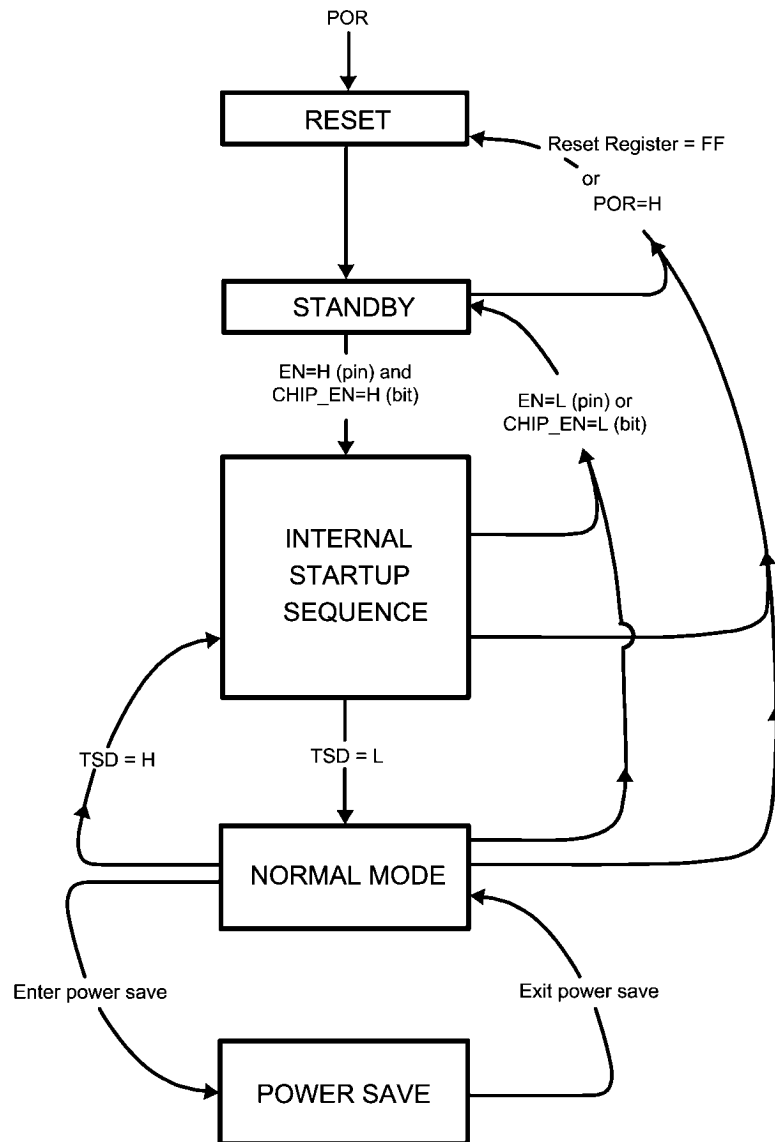 POR
RESET
Reset Register = FF
or
POR=H
STANDBY
EN=H (pin) and
CHIP_EN=H (bit)
EN=L (pin) or
CHIP_EN=L (bit)
INTERNAL
STARTUP
SEQUENCE
TSD = H
TSD = L
NORMAL MODE
Enter power save
Exit power save
POWER SAVE